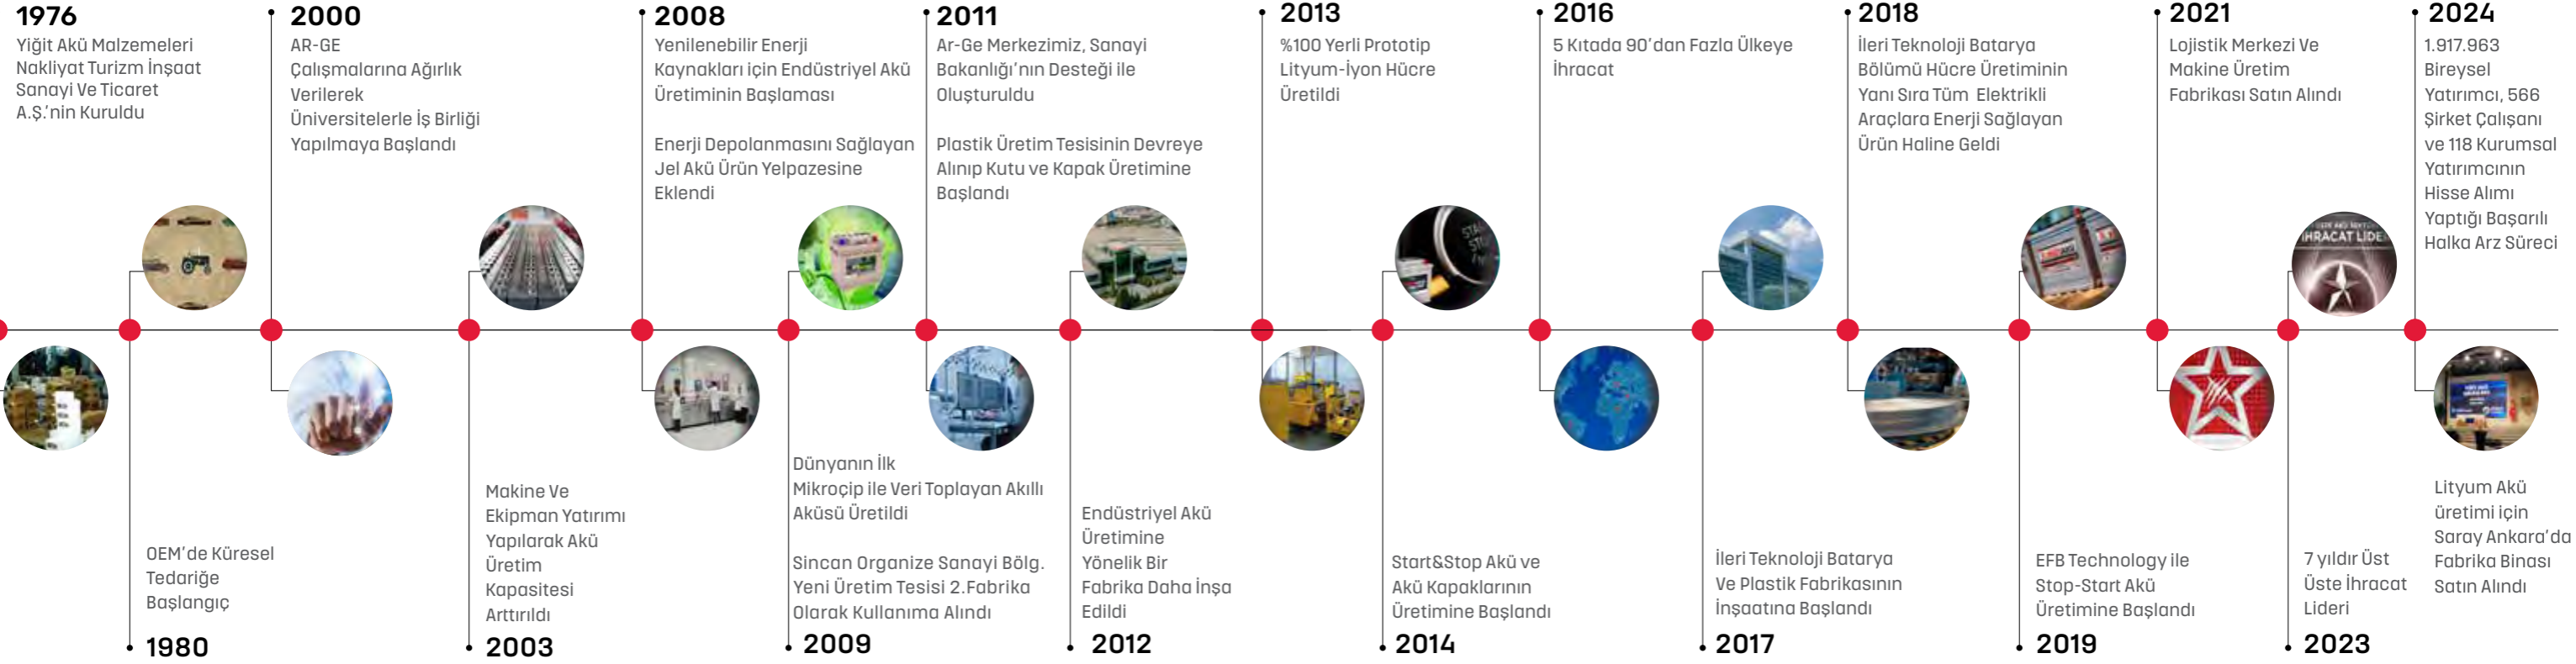 1976
Yiğit Akü Malzemeleri
Nakliyat Turizm İnşaat
Sanayi Ve Ticaret
A.Ş.'nin Kuruldu
2000
AR-GE
Çalışmalarına Ağırlık
Verilerek
Üniversitelerle İş Birliği
Yapılmaya Başlandı
2008
Yenilenebilir Enerji
Kaynakları için Endüstriyel Akü
Üretiminin Başlaması
Enerji Depolanmasını Sağlayan
Jel Akü Ürün Yelpazesine
Eklendi
2011
Ar-Ge Merkezimiz, Sanayi
Bakanlığı'nın Desteği ile
Oluşturuldu
Plastik Üretim Tesisinin Devreye
Alınıp Kutu ve Kapak Üretimine
Başlandı
2013
%100 Yerli Prototip
Lityum-İyon Hücre
Üretildi
2016
5 Kıtada 90'dan Fazla Ülkeye
İhracat
2018
İleri Teknoloji Batarya
Bölümü Hücre Üretiminin
Yanı Sıra Tüm Elektrikli
Araçlara Enerji Sağlayan
Ürün Haline Geldi
2021
Lojistik Merkezi Ve
Makine Üretim
Fabrikası Satın Alındı
2024
1.917.963
Bireysel
Yatırımcı, 566
Şirket Çalışanı
ve 118 Kurumsal
Yatırımcının
Hisse Alımı
Yaptığı Başarılı
Halka Arz Süreci
İHRACAT LİDE
OEM'de Küresel
Tedariğe
Başlangıç
1980
Makine Ve
Ekipman Yatırımı
Yapılarak Akü
Üretim
Kapasitesi
Arttırıldı
2003
Dünyanın İlk
Mikroçip ile Veri Toplayan Akıllı
Aküsü Üretildi
Sincan Organize Sanayi Bölg.
Yeni Üretim Tesisi 2.Fabrika
Olarak Kullanıma Alındı
2009
Endüstriyel Akü
Üretimine
Yönelik Bir
Fabrika Daha İnşa
Edildi
2012
Start&Stop Akü ve
Akü Kapaklarının
Üretimine Başlandı
2014
İleri Teknoloji Batarya
Ve Plastik Fabrikasının
İnşaatına Başlandı
2017
EFB Technology ile
Stop-Start Akü
Üretimine Başlandı
2019
7 yıldır Üst
Üste İhracat
Lideri
2023
Lityum Akü
üretimi için
Saray Ankara'da
Fabrika Binası
Satın Alındı